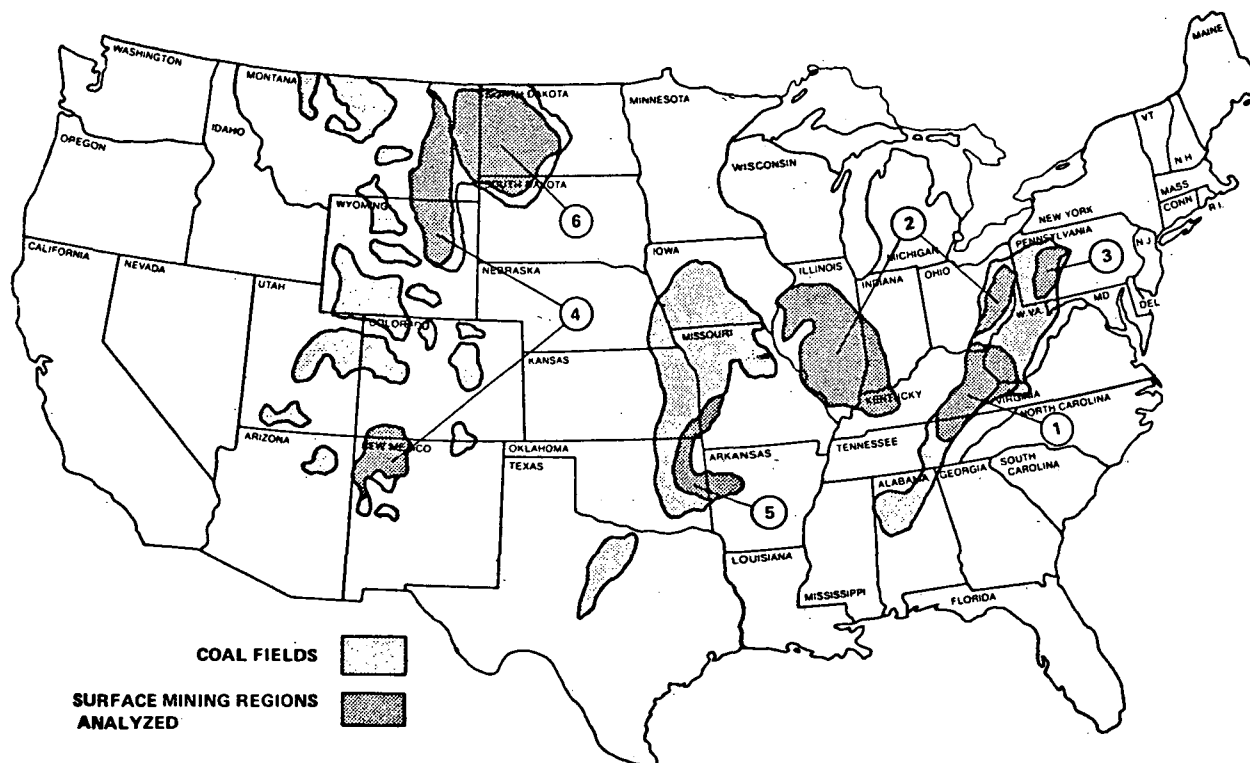 WASHINGTON
MONTANA
NORTH DAKOTA
MINNESOTA
MAINE
VT
N H
IDAHO
OREGON
WISCONSIN
MASS
CONN
R.I.
SOUTH DAKOTA
WYOMING
NEW YORK
6
2
CALIFORNIA
NEVADA
UTAH
NEBRASKA
IOWA
MICHIGAN
PENNSYLVANIA
N J
3
ILLINOIS
INDIANA
OHIO
MD
DEL
W.VA.
4
COLORADO
MISSOURI
KANSAS
KENTUCKY
VIRGINIA
NORTH CAROLINA
1
ARIZONA
NEW MEXICO
OKLAHOMA
TEXAS
ARKANSAS
TENNESSEE
SOUTH
CAROLINA
ALABAMA
GEORGIA
5
LOUISIANA
MISSISSIPPI
FLORIDA
COAL FIELDS
SURFACE MINING REGIONS
ANALYZED